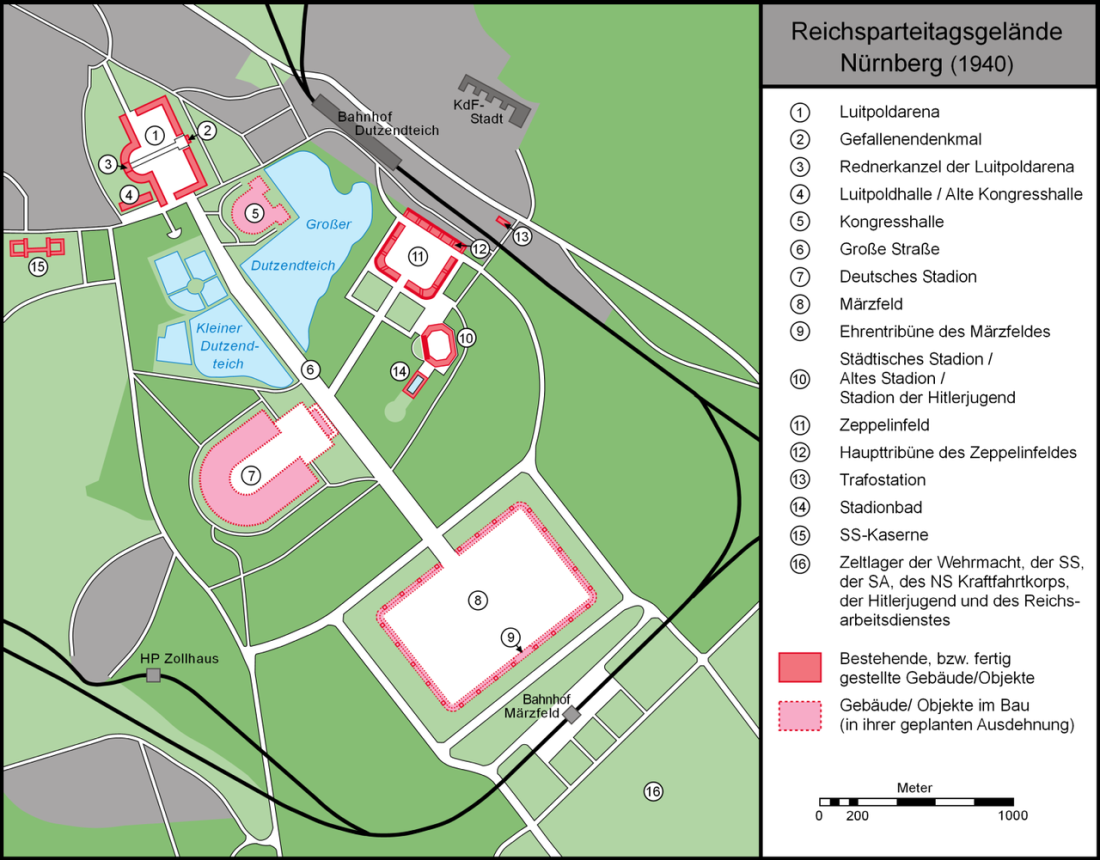 Reichsparteitagsgelände
Nürnberg (1940)
1 Luitpoldarena
2 Gefallenendenkmal
3 Rednerkanzel der Luitpoldarena
4 Luitpoldhalle / Alte Kongresshalle
5 Kongresshalle
6 Große Straße
7 Deutsches Stadion
8 Märzfeld
9 Ehrentribüne des Märzfeldes
Städtisches Stadion /
10 Altes Stadion /
Stadion der Hitlerjugend
11 Zeppelinfeld
12 Haupttribüne des Zeppelinfeldes
13 Trafostation
14 Stadionbad
15 SS-Kaserne
16 Zeltlager der Wehrmacht, der SS,
der SA, des NS Kraftfahrtkorps,
der Hitlerjugend und des Reichs-
arbeitsdienstes
Bestehende, bzw. fertig
gestellte Gebäude/Objekte
Gebäude/ Objekte im Bau
(in ihrer geplanten Ausdehnung)
Meter
0 200 1000
KdF-
Stadt
Bahnhof
Dutzendteich
1
2
3
4
5
Großer
Dutzendteich
15
13
12
11
10
14
Kleiner
Dutzend-
teich
6
7
8
9
HP Zollhaus
Bahnhof
Märzfeld
16